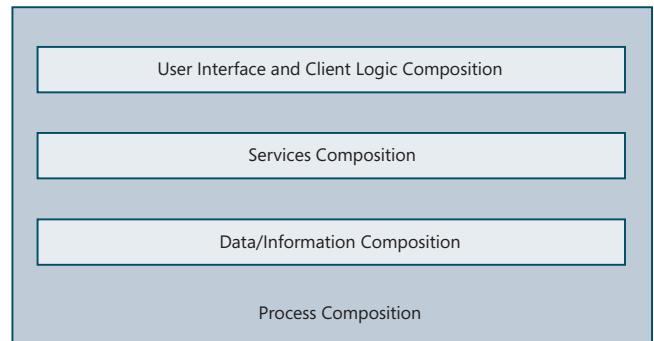 User Interface and Client Logic Composition
Services Composition
Data/Information Composition
Process Composition